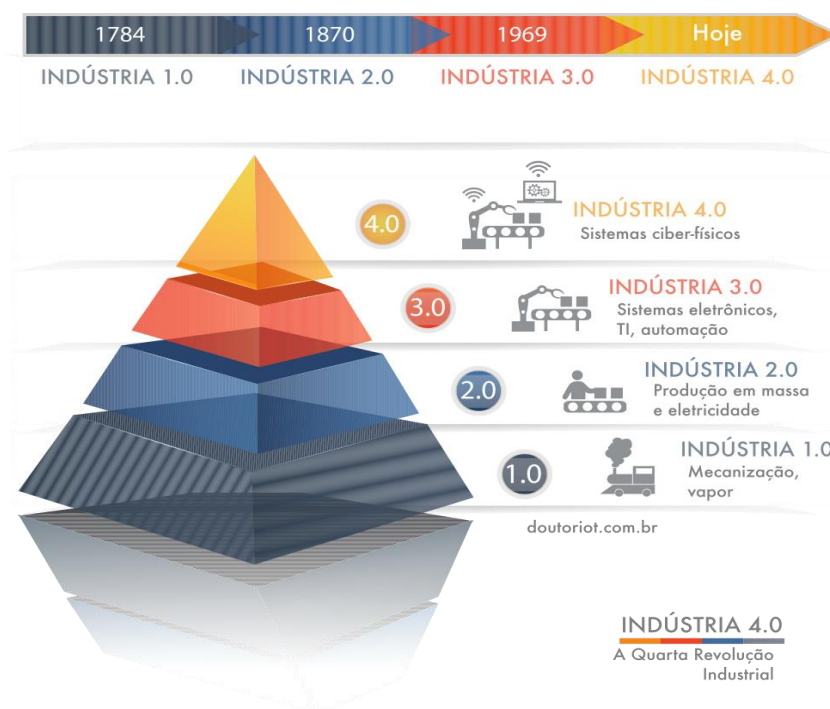 1784 1870 1969 Hoje
INDÚSTRIA 1.0 INDÚSTRIA 2.0 INDÚSTRIA 3.0 INDÚSTRIA 4.0
4.0
INDÚSTRIA 4.0
Sistemas ciber-físicos
3.0
INDÚSTRIA 3.0
Sistemas eletrônicos,
TI, automação
2.0
INDÚSTRIA 2.0
Produção em massa
e eletricidade
1.0
INDÚSTRIA 1.0
Mecanização,
vapor
doutoriot.com.br
INDÚSTRIA 4.0
A Quarta Revolução
Industrial